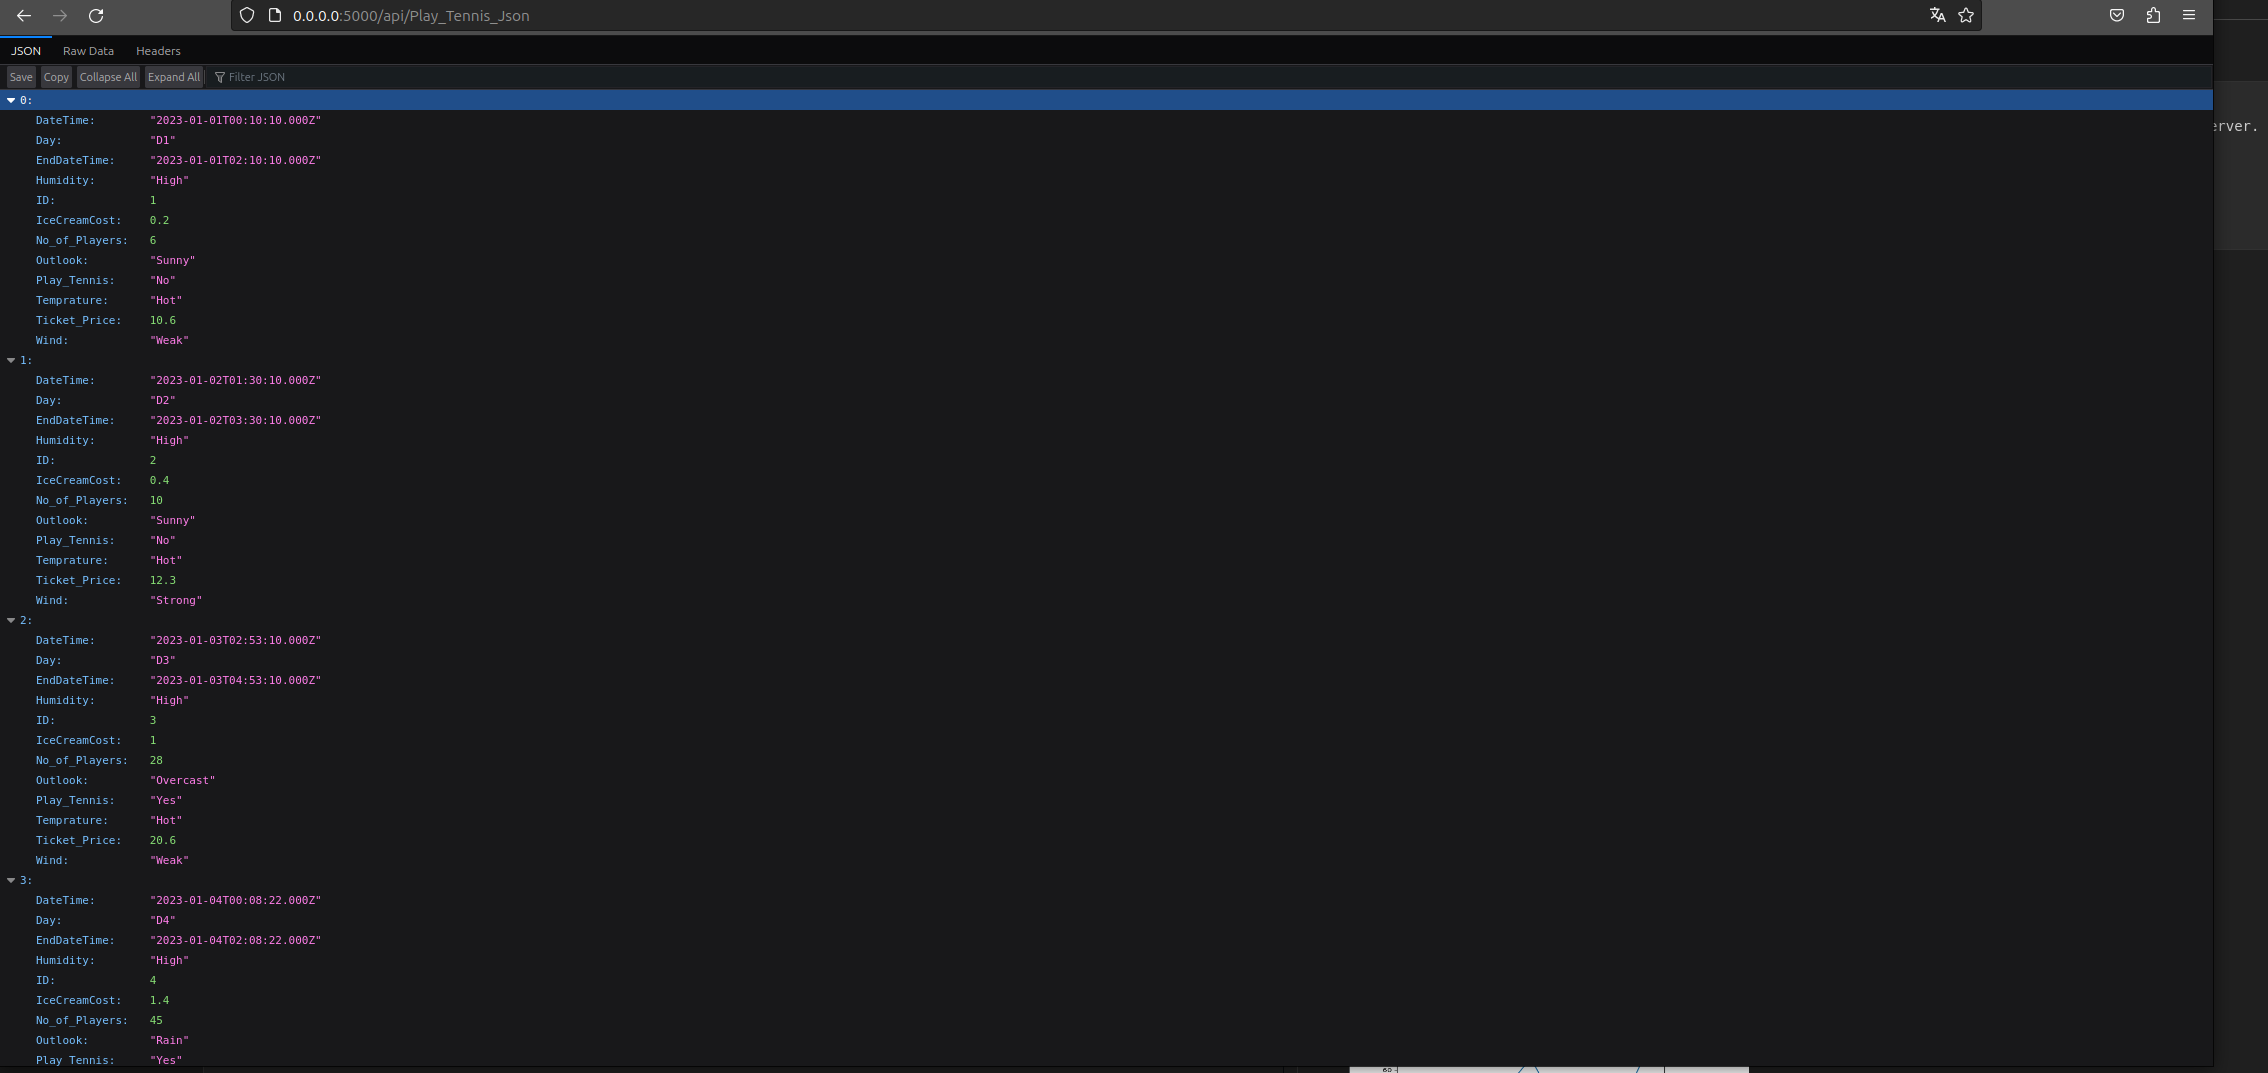 0.0.0.0:5000/api/Play_Tennis_Json
JSON Raw Data Headers
Save Copy Collapse All Expand All Filter JSON
0:
DateTime: "2023-01-01T00:10:10.000Z"
Day: "D1"
erver.
EndDateTime: "2023-01-01T02:10:10.000Z"
Humidity: "High"
ID: 1
IceCreamCost: 0.2
No_of_Players: 6
Outlook: "Sunny"
Play_Tennis: "No"
Temprature: "Hot"
Ticket_Price: 10.6
Wind: "Weak"
1:
DateTime: "2023-01-02T01:30:10.000Z"
Day: "D2"
EndDateTime: "2023-01-02T03:30:10.000Z"
Humidity: "High"
ID: 2
IceCreamCost: 0.4
No_of_Players: 10
Outlook: "Sunny"
Play_Tennis: "No"
Temprature: "Hot"
Ticket_Price: 12.3
Wind: "Strong"
2:
DateTime: "2023-01-03T02:53:10.000Z"
Day: "D3"
EndDateTime: "2023-01-03T04:53:10.000Z"
Humidity: "High"
ID: 3
IceCreamCost: 1
No_of_Players: 28
Outlook: "Overcast"
Play_Tennis: "Yes"
Temprature: "Hot"
Ticket_Price: 20.6
Wind: "Weak"
3:
DateTime: "2023-01-04T00:08:22.000Z"
Day: "D4"
EndDateTime: "2023-01-04T02:08:22.000Z"
Humidity: "High"
ID: 4
IceCreamCost: 1.4
No_of_Players: 45
Outlook: "Rain"
Play_Tennis: "Yes"